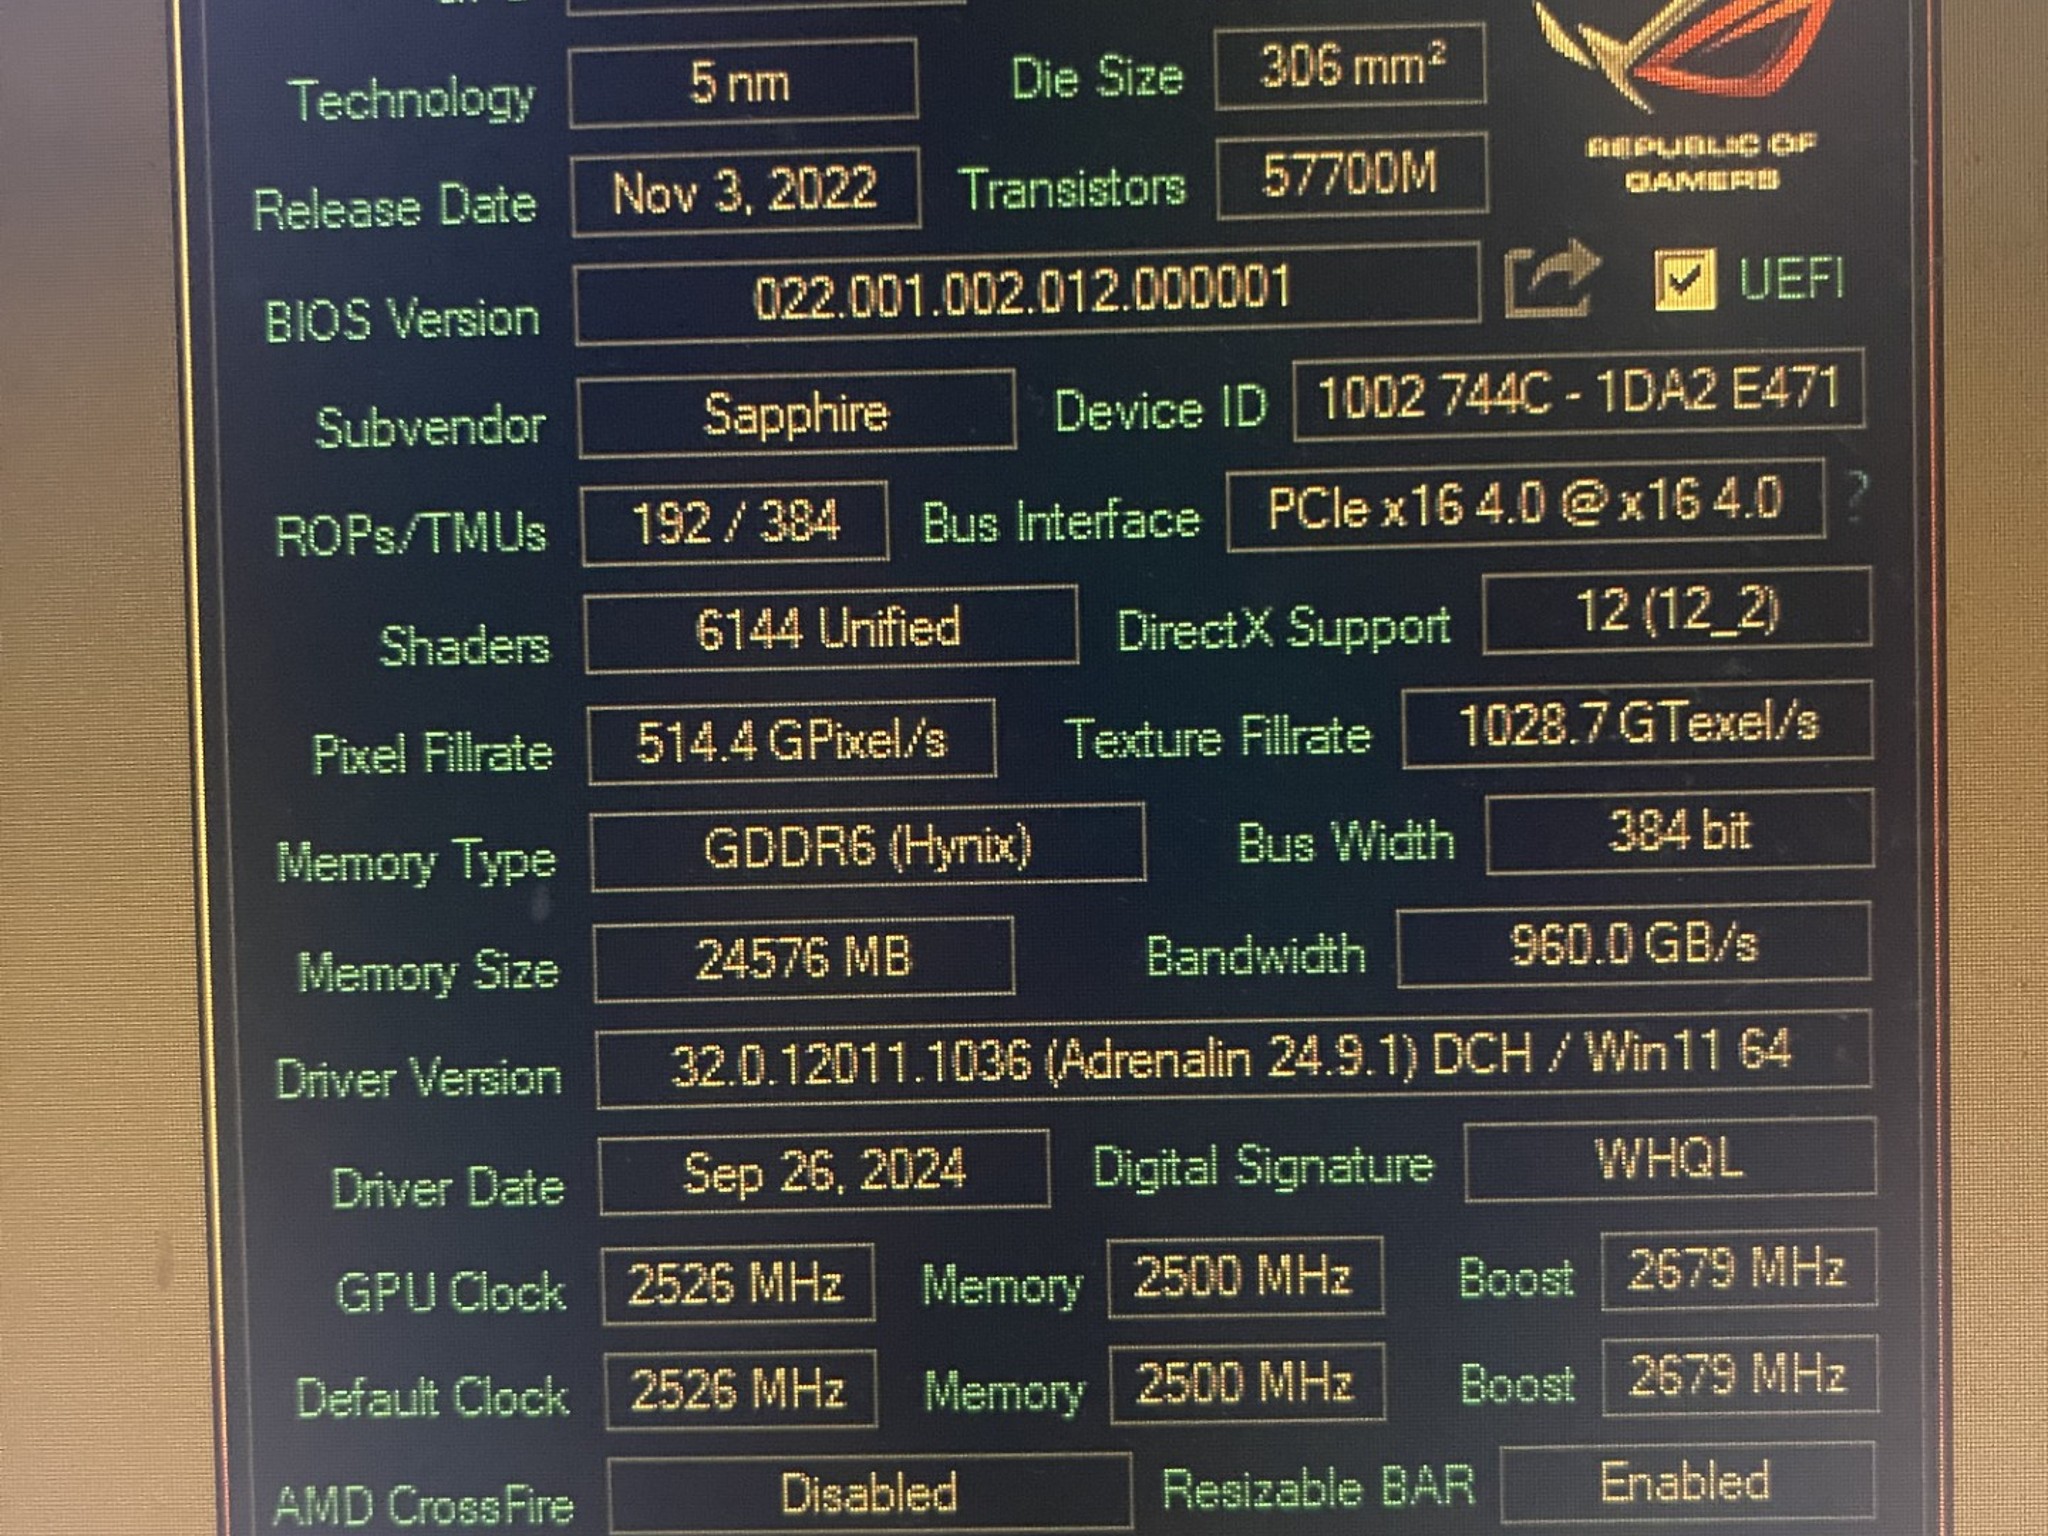 Technology 5 nm Die Size 306 mm²
REPUBLIC OF
GAMERS
Release Date Nov 3, 2022 Transistors 57700M
BIOS Version 022.001.002.012.000001 UEFI
Subvendor Sapphire Device ID 1002 744C - 1DA2 E471
ROPs/TMUs 192 / 384 Bus Interface PCIe x16 4.0 @ x16 4.0 ?
Shaders 6144 Unified DirectX Support 12 (12_2)
Pixel Fillrate 514.4 GPixel/s Texture Fillrate 1028.7 GTexel/s
Memory Type GDDR6 (Hynix) Bus Width 384 bit
Memory Size 24576 MB Bandwidth 960.0 GB/s
Driver Version 32.0.12011.1036 (Adrenalin 24.9.1) DCH / Win11 64
Driver Date Sep 26, 2024 Digital Signature WHQL
GPU Clock 2526 MHz Memory 2500 MHz Boost 2679 MHz
Default Clock 2526 MHz Memory 2500 MHz Boost 2679 MHz
AMD CrossFire Disabled Resizable BAR Enabled